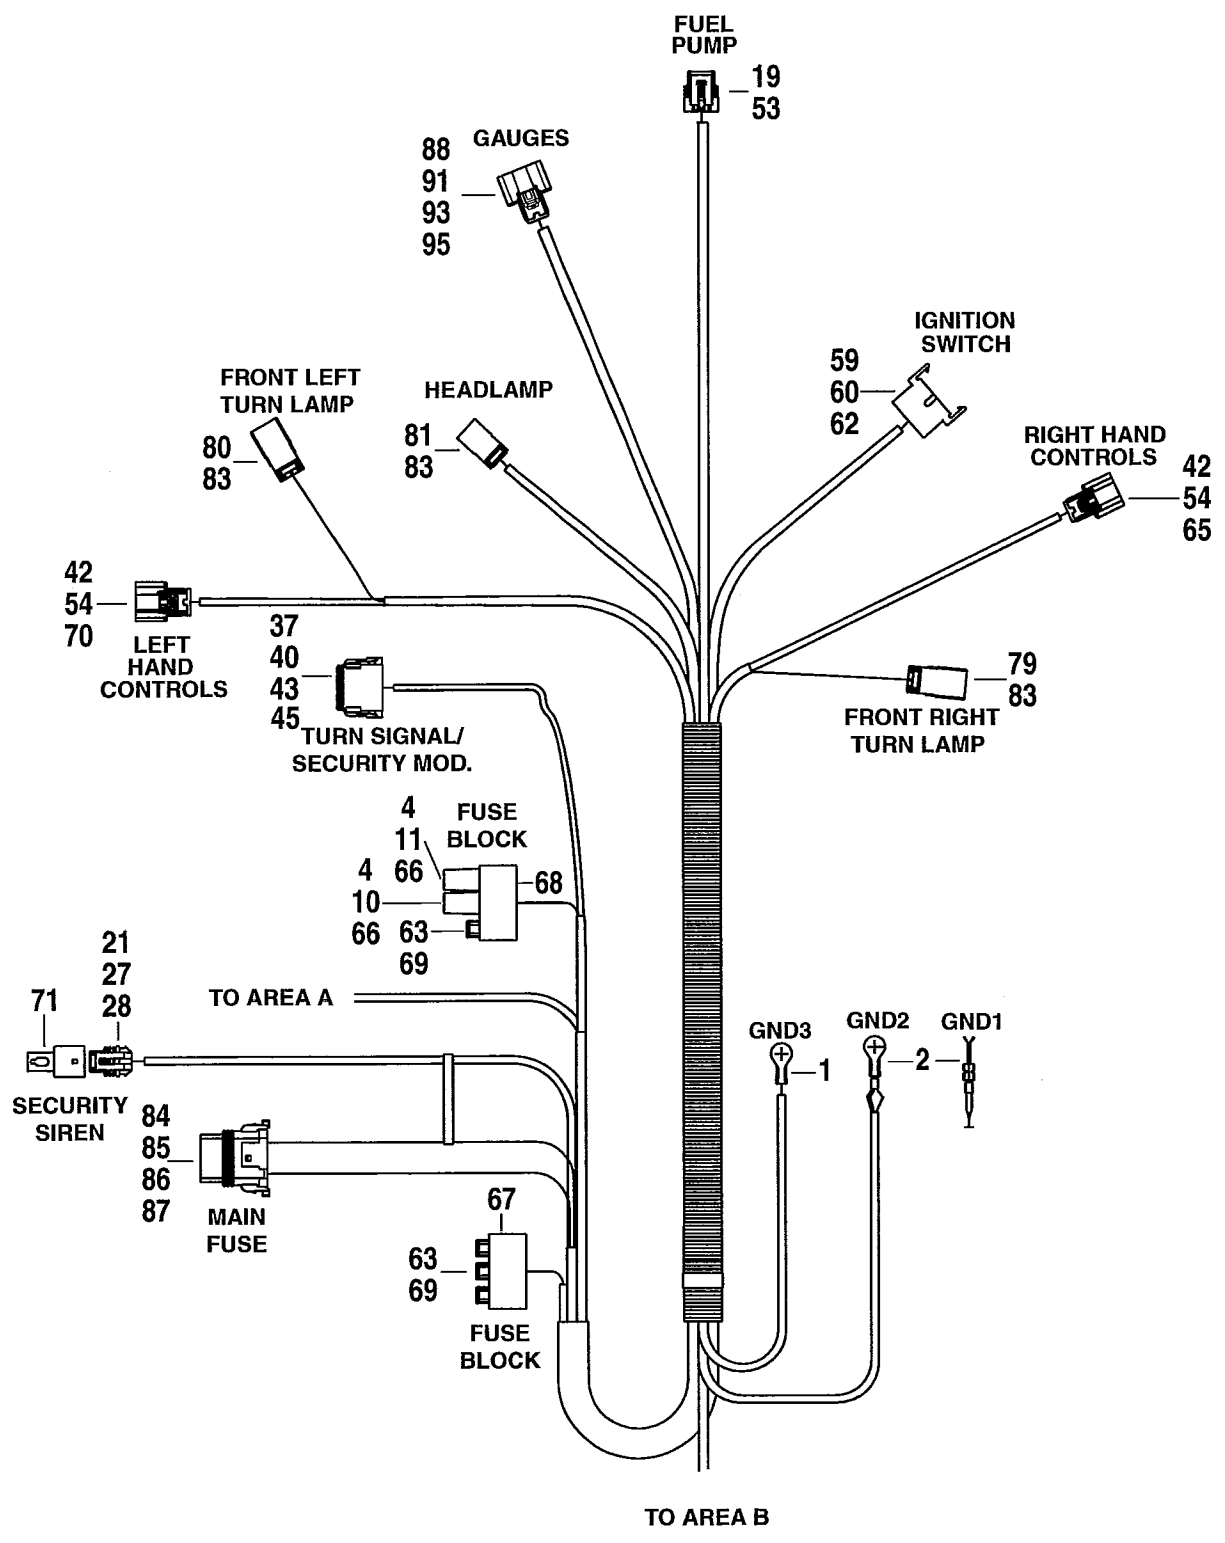 FUEL
PUMP
19
53
GAUGES
88
91
93
95
IGNITION
SWITCH
59
60
62
FRONT LEFT
TURN LAMP
80
83
HEADLAMP
81
83
RIGHT HAND
CONTROLS
42
54
65
42
54
70
LEFT
HAND
CONTROLS
37
40
43
45
TURN SIGNAL/
SECURITY MOD.
79
83
FRONT RIGHT
TURN LAMP
FUSE
BLOCK
4
11
66
4
10
66
68
63
69
21
27
28
71
TO AREA A
SECURITY
SIREN
GND3
1
GND2
2
GND1
84
85
86
87
MAIN
FUSE
67
63
69
FUSE
BLOCK
TO AREA B